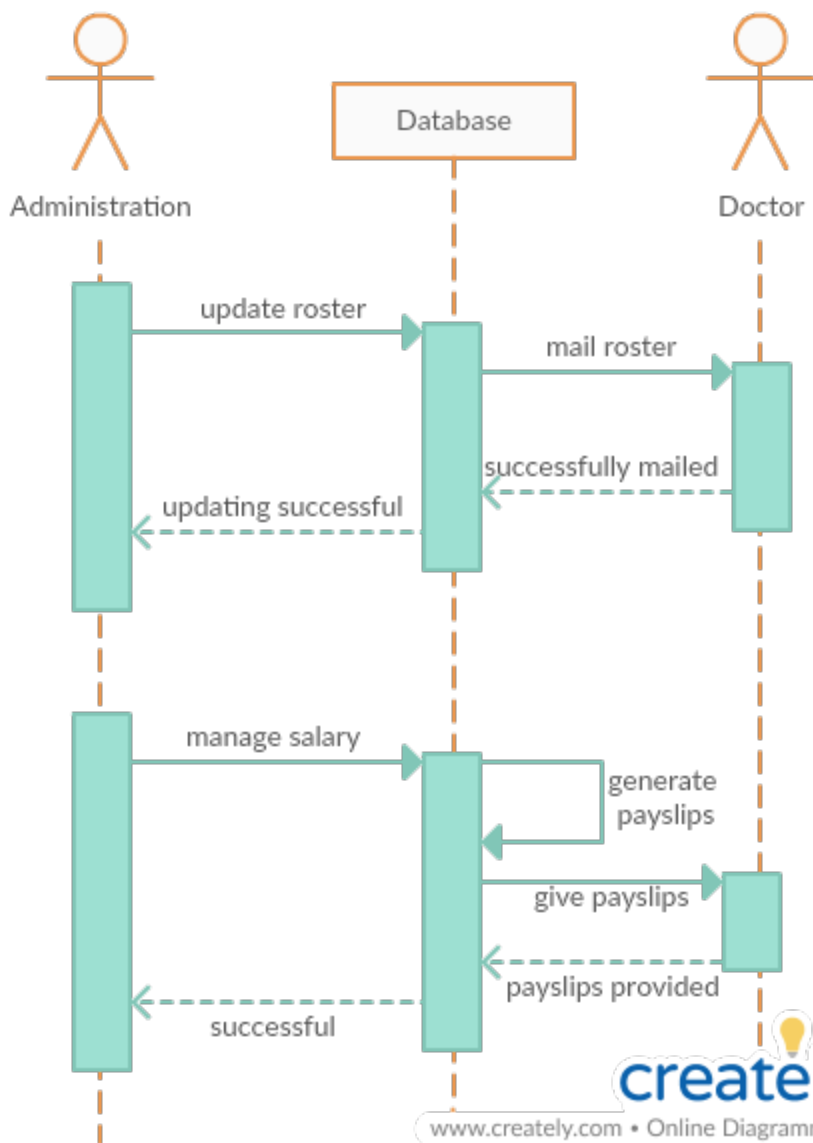 Database
Administration
Doctor
update roster
mail roster
successfully mailed
updating successful
manage salary
generate
payslips
give payslips
payslips provided
successful
create
www.creately.com • Online Diagramm